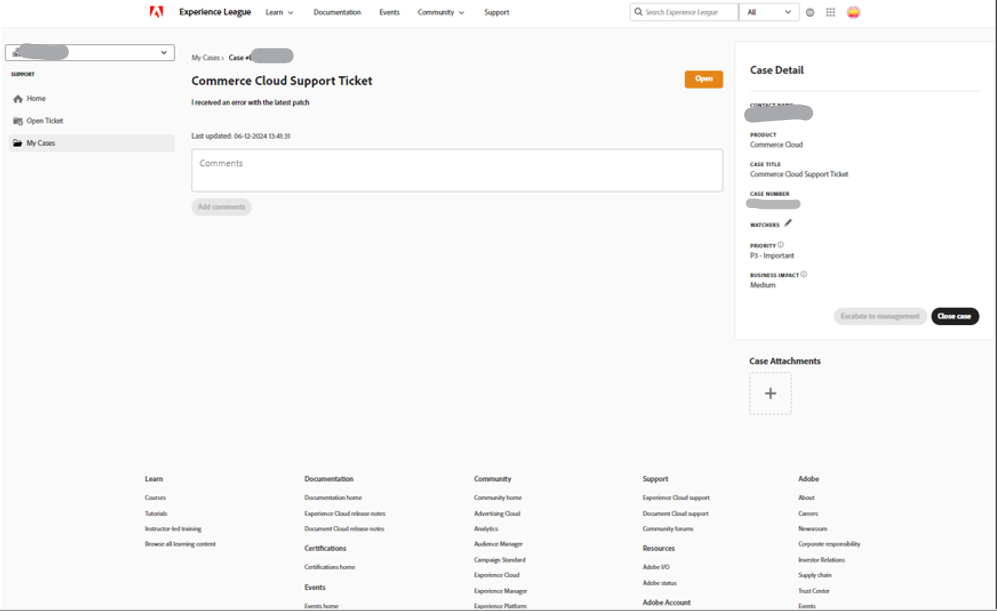 Experience League
Learn
Documentation
Events
Community
Support
Search Experience League
All
SUPPORT
Home
Open Ticket
My Cases
My Cases › Case #
Commerce Cloud Support Ticket
Open
I received an error with the latest patch
Last updated: 06-12-2024 13:41:31
Comments
Add comments
Case Detail
CONTACT NAME
PRODUCT
Commerce Cloud
CASE TITLE
Commerce Cloud Support Ticket
CASE NUMBER
WATCHERS
PRIORITY
P3 - Important
BUSINESS IMPACT
Medium
Escalate to management
Close case
Case Attachments
Learn
Courses
Tutorials
Instructor-led training
Browse all learning content
Documentation
Documentation home
Experience Cloud release notes
Document Cloud release notes
Certifications
Certifications home
Events
Events home
Community
Community home
Advertising Cloud
Analytics
Audience Manager
Campaign Standard
Experience Cloud
Experience Manager
Experience Platform
Support
Experience Cloud support
Document Cloud support
Community forums
Resources
Adobe I/O
Adobe status
Adobe Account
Adobe
About
Careers
Newsroom
Corporate responsibility
Investor Relations
Supply chain
Trust Center
Events